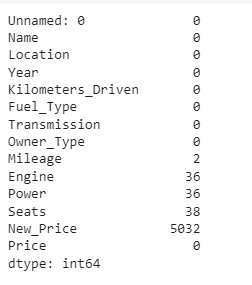 Unnamed: 0 0
Name 0
Location 0
Year 0
Kilometers_Driven 0
Fuel_Type 0
Transmission 0
Owner_Type 0
Mileage 2
Engine 36
Power 36
Seats 38
New_Price 5032
Price 0
dtype: int64